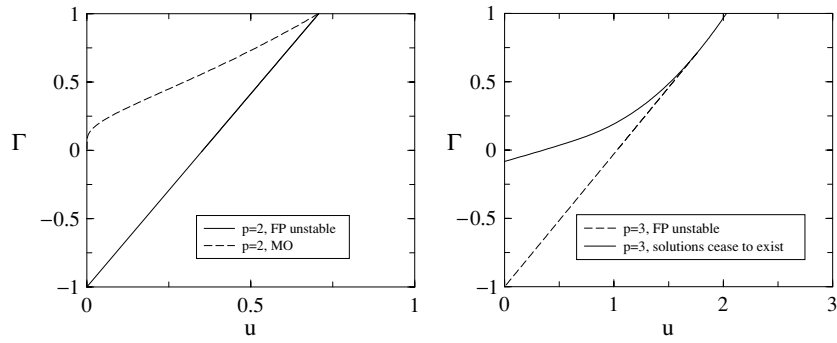 1
0.5
Γ
0
−0.5
−1
0
0.5
1
u
p=2, FP unstable
p=2, MO
1
0.5
Γ
0
−0.5
−1
0
1
2
3
u
p=3, FP unstable
p=3, solutions cease to exist